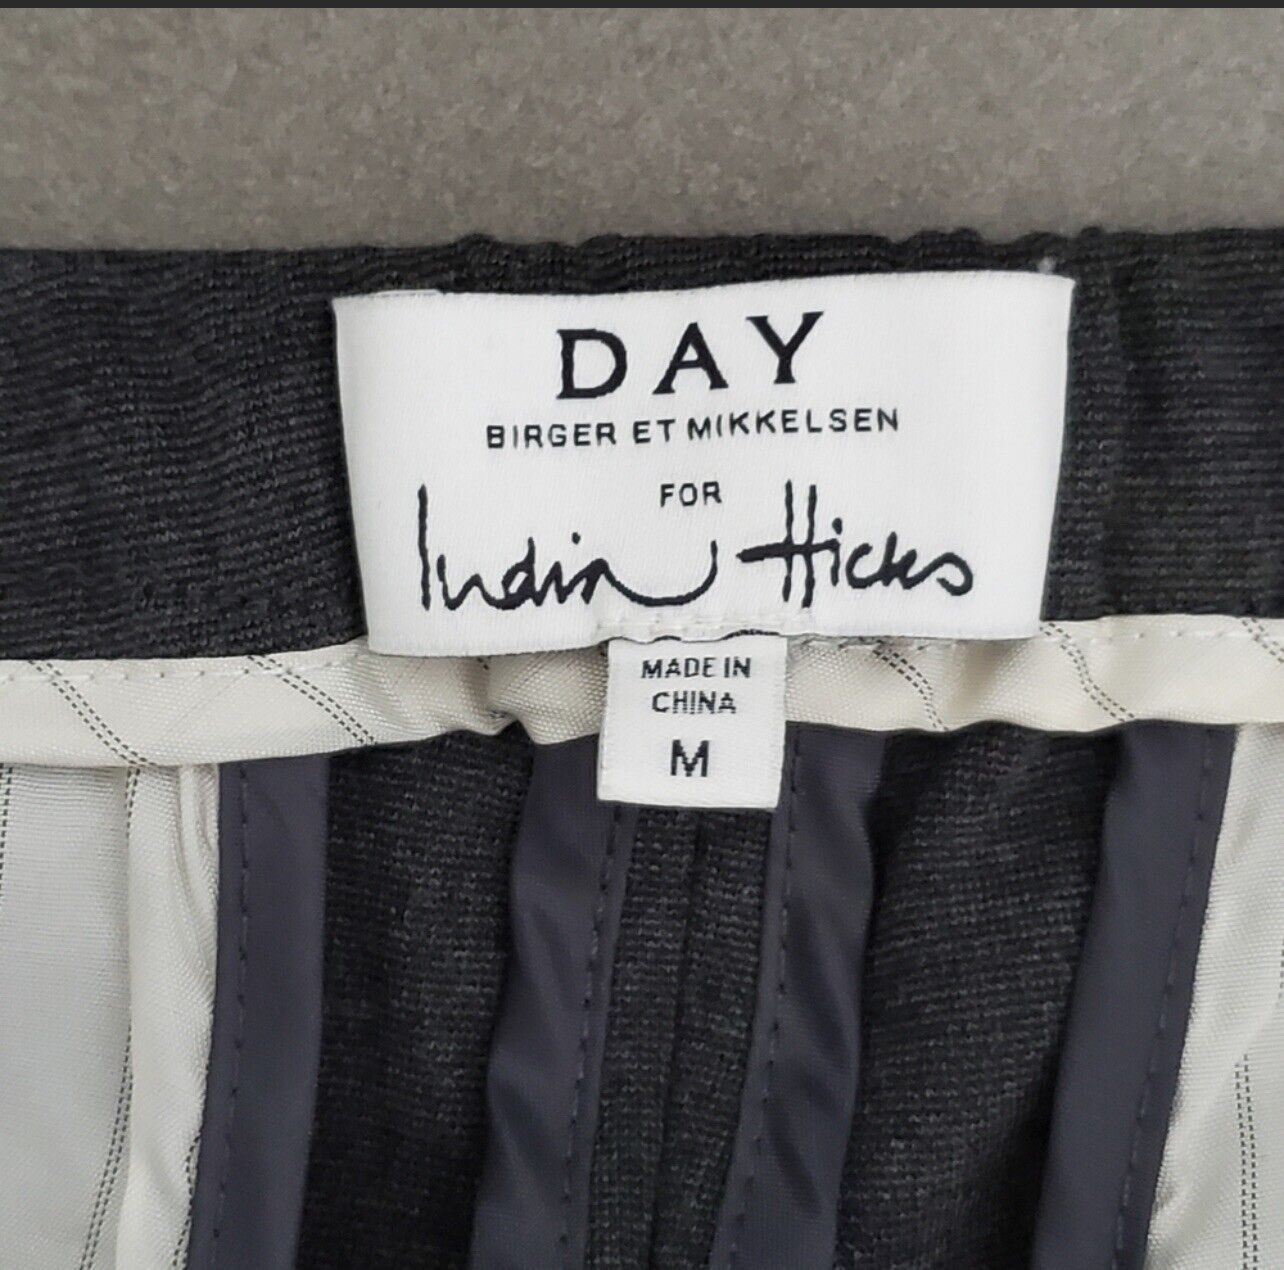 DAY
BIRGER ET MIKKELSEN
FOR
India Hicks
MADE IN
CHINA
M